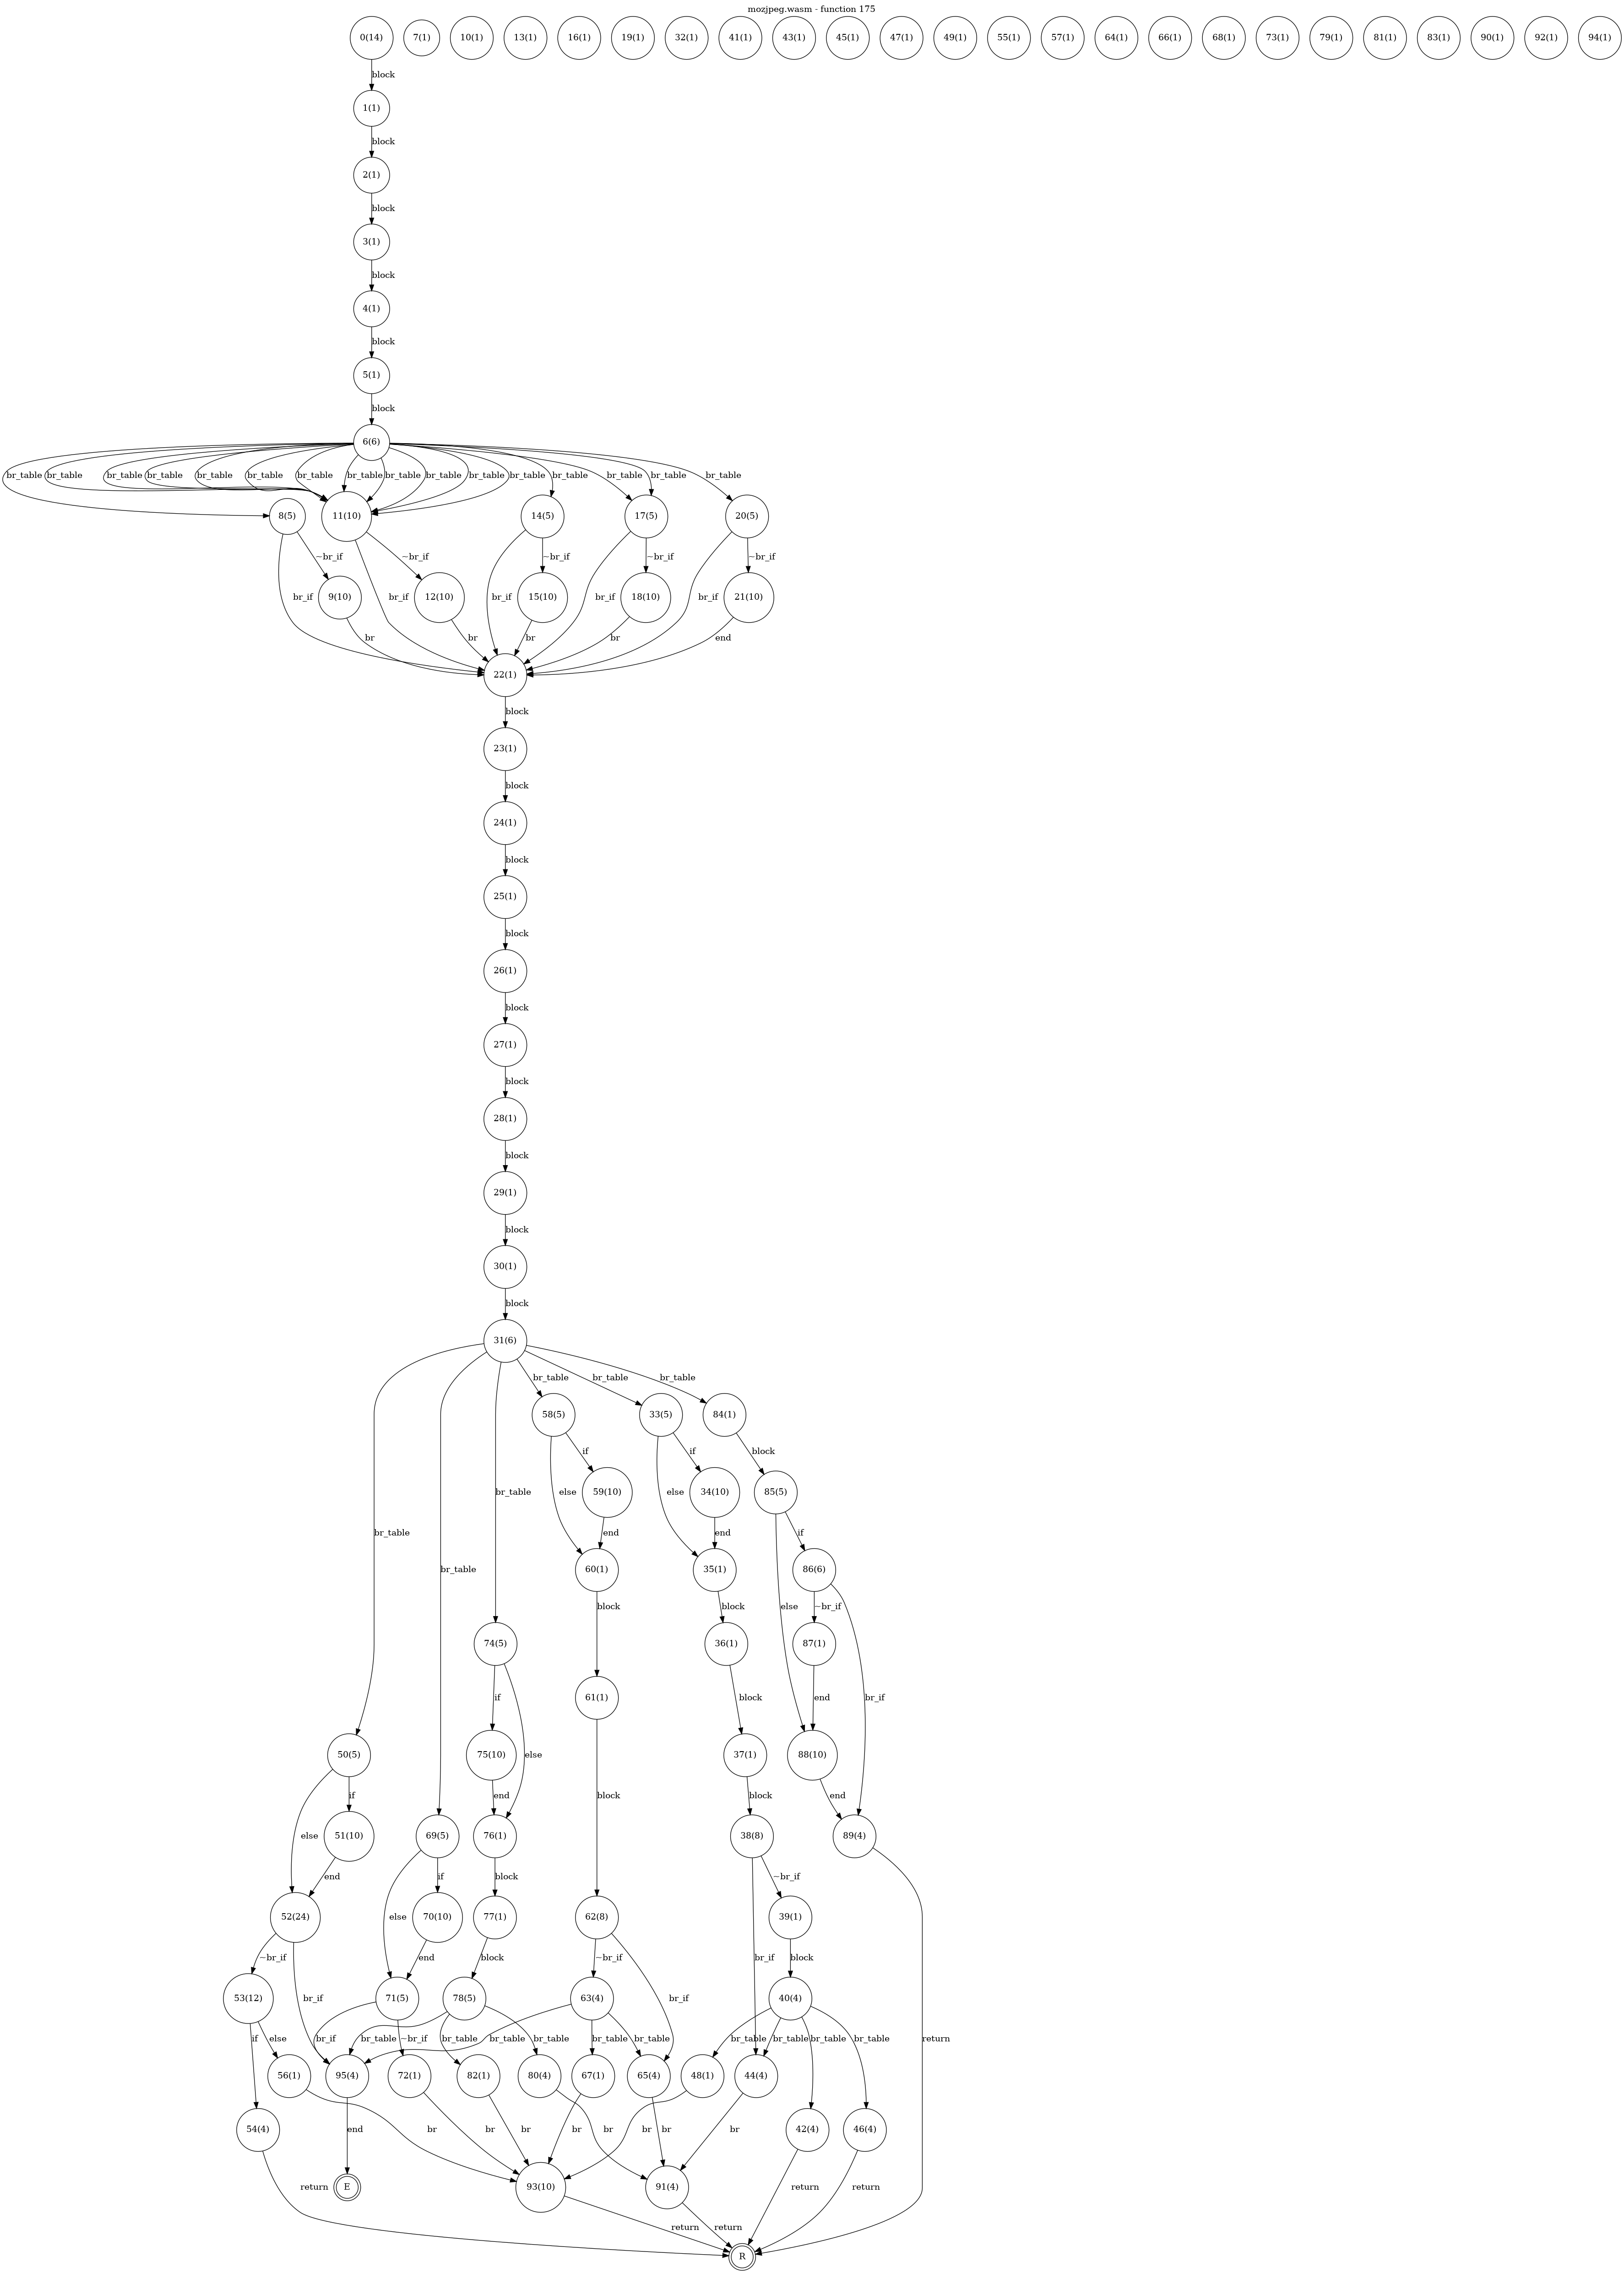 mozjpeg.wasm - function 175
0(14) 7(1) 10(1) 13(1) 16(1) 19(1) 32(1) 41(1) 43(1) 45(1) 47(1) 49(1) 55(1) 57(1) 64(1) 66(1) 68(1) 73(1) 79(1) 81(1) 83(1) 90(1) 92(1) 94(1)
block
1(1)
block
2(1)
block
3(1)
block
4(1)
block
5(1)
block
6(6)
br_table br_table br_table br_table br_table br_table br_table br_table br_table br_table br_table br_table br_table br_table br_table br_table
8(5) 11(10) 14(5) 17(5) 20(5)
~br_if ~br_if ~br_if ~br_if ~br_if
br_if 9(10) br_if 12(10) br_if 15(10) br_if 18(10) br_if 21(10)
br br br br end
22(1)
block
23(1)
block
24(1)
block
25(1)
block
26(1)
block
27(1)
block
28(1)
block
29(1)
block
30(1)
block
31(6)
br_table br_table br_table
58(5) 33(5) 84(1)
if if block
br_table else 59(10) else 34(10) 85(5)
br_table end end if
br_table 60(1) 35(1) 86(6)
block block else ~br_if
74(5) 36(1) 87(1)
if 61(1) block end br_if
50(5) 75(10) else 37(1) 88(10)
if end block block end
else 51(10) 69(5) 76(1) 38(8) 89(4)
end if block ~br_if
52(24) else 70(10) 77(1) 62(8) 39(1)
~br_if end block ~br_if br_if block
53(12) br_if 71(5) 78(5) 63(4) br_if 40(4)
if else br_if ~br_if br_table br_table br_table br_table br_table br_table br_table br_table br_table br_table return
56(1) 95(4) 72(1) 82(1) 80(4) 67(1) 65(4) 48(1) 44(4)
54(4) end br br br br br br br br 42(4) 46(4)
return E 93(10) 91(4) return return
return return
R